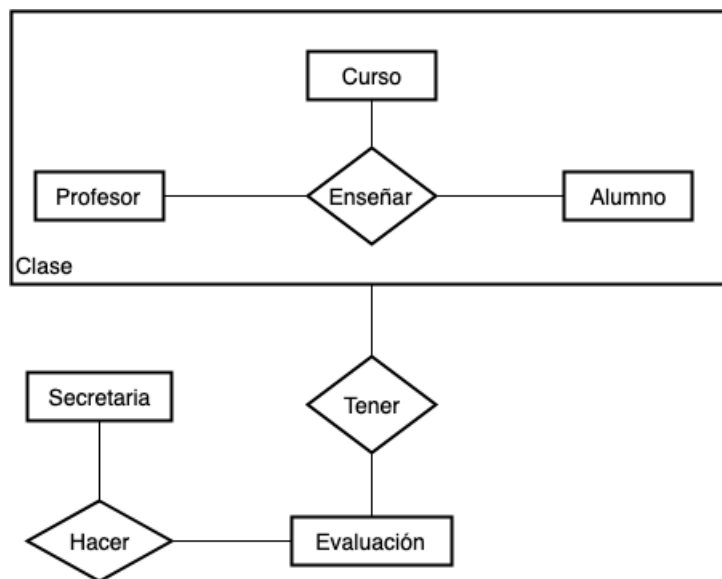 Curso
Profesor
Enseñar
Alumno
Clase
Secretaria
Tener
Hacer
Evaluación